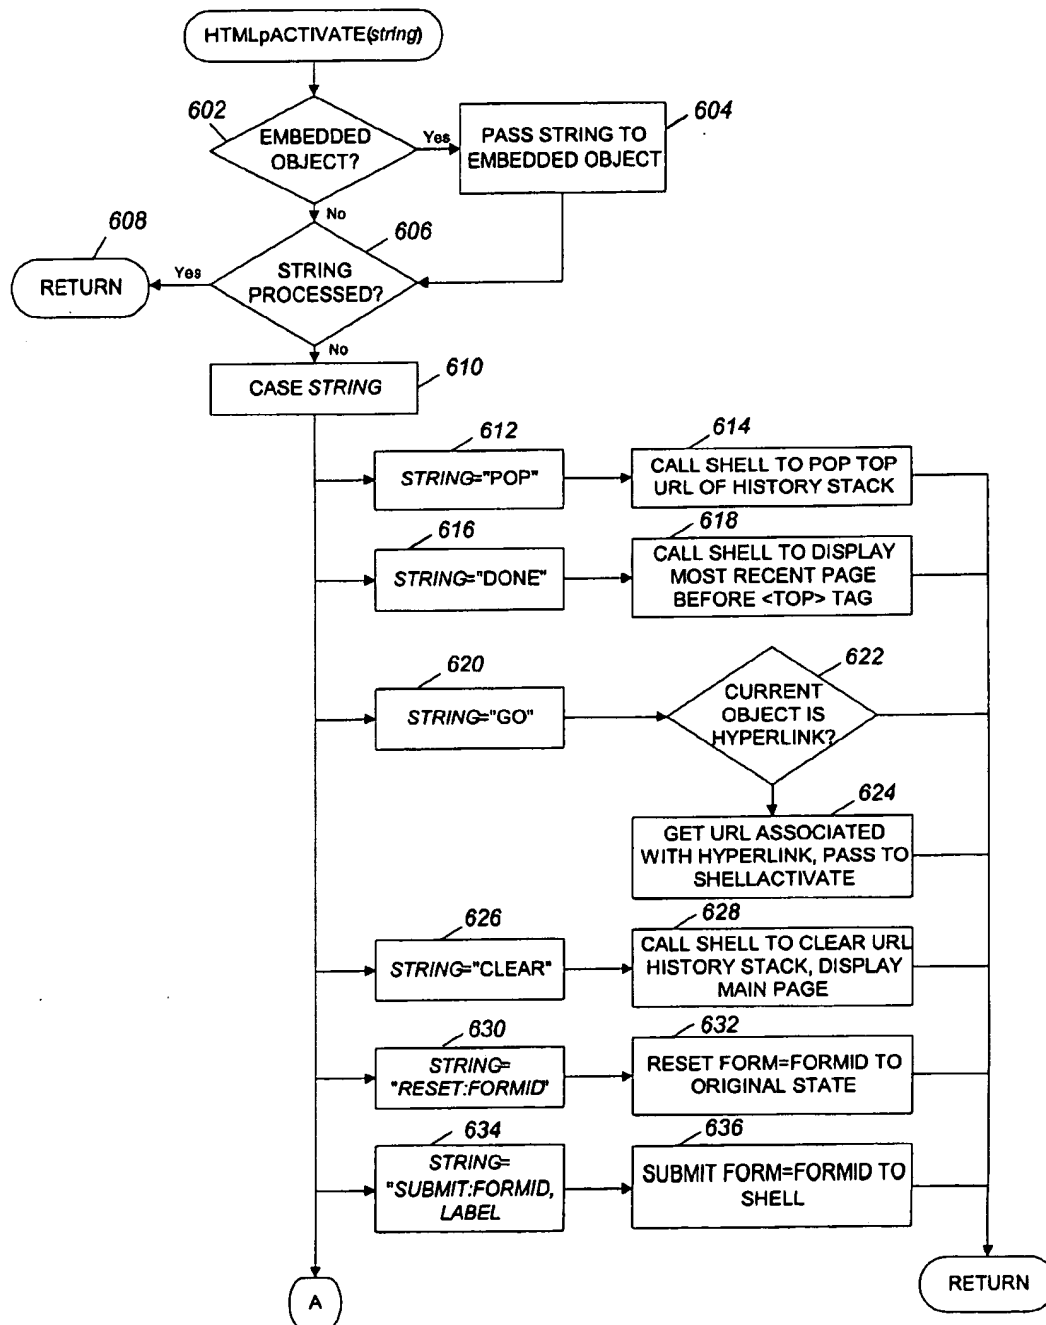 HTMLpACTIVATE(string)
602
EMBEDDED
OBJECT?
Yes
604
PASS STRING TO
EMBEDDED OBJECT
No
608
RETURN
Yes
606
STRING
PROCESSED?
No
610
CASE STRING
612
STRING="POP"
614
CALL SHELL TO POP TOP
URL OF HISTORY STACK
616
STRING="DONE"
618
CALL SHELL TO DISPLAY
MOST RECENT PAGE
BEFORE <TOP> TAG
620
STRING="GO"
622
CURRENT
OBJECT IS
HYPERLINK?
624
GET URL ASSOCIATED
WITH HYPERLINK, PASS TO
SHELLACTIVATE
626
STRING="CLEAR"
628
CALL SHELL TO CLEAR URL
HISTORY STACK, DISPLAY
MAIN PAGE
630
STRING=
"RESET:FORMID"
632
RESET FORM=FORMID TO
ORIGINAL STATE
634
STRING=
"SUBMIT:FORMID,
LABEL
636
SUBMIT FORM=FORMID TO
SHELL
A
RETURN